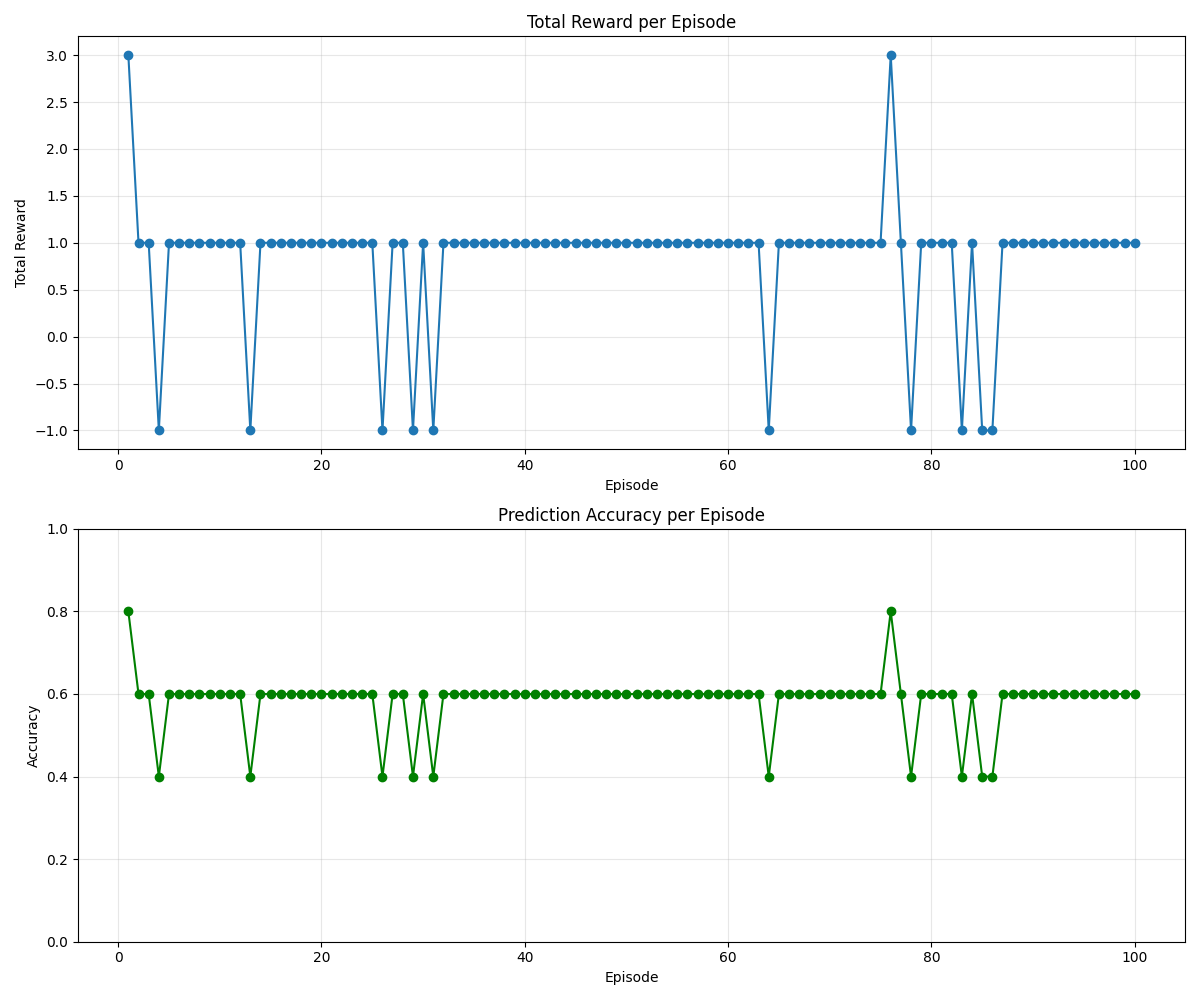 Total Reward per Episode
3.0
2.5
2.0
1.5
1.0
0.5
0.0
−0.5
−1.0
Total Reward
0 20 40 60 80 100
Episode
Prediction Accuracy per Episode
1.0
0.8
0.6
0.4
0.2
0.0
Accuracy
0 20 40 60 80 100
Episode